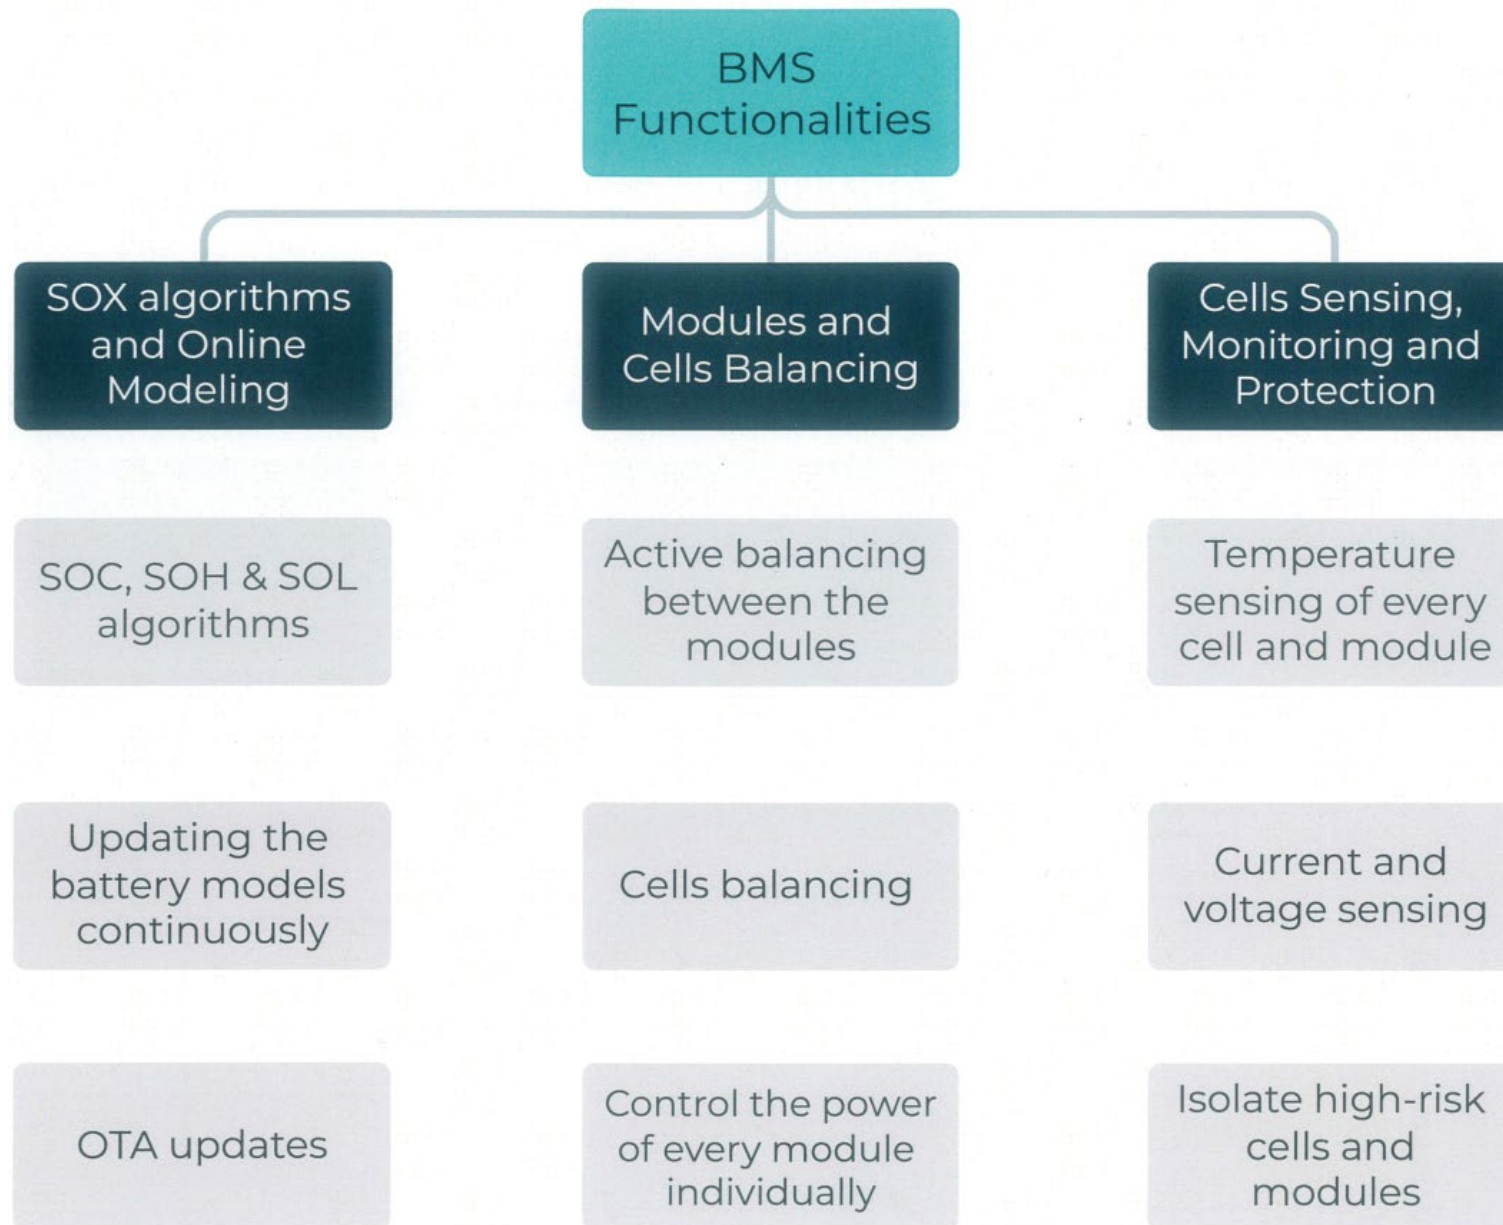 BMS
Functionalities
SOX algorithms
and Online
Modeling
Modules and
Cells Balancing
Cells Sensing,
Monitoring and
Protection
SOC, SOH & SOL
algorithms
Active balancing
between the
modules
Temperature
sensing of every
cell and module
Updating the
battery models
continuously
Cells balancing
Current and
voltage sensing
OTA updates
Control the power
of every module
individually
Isolate high-risk
cells and
modules